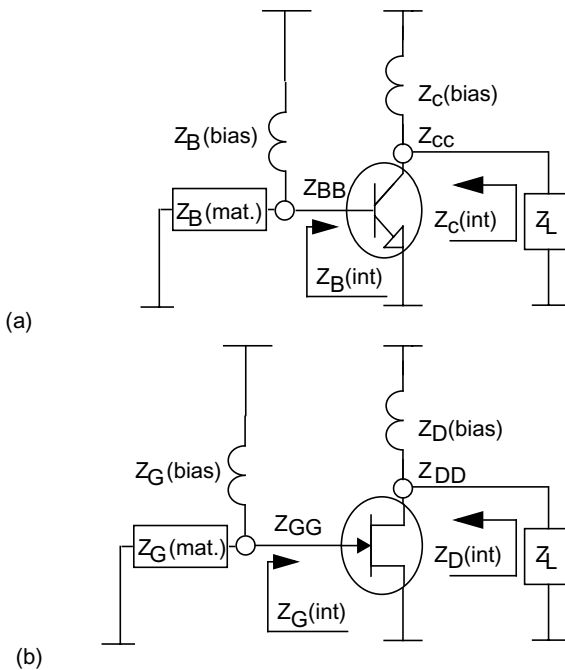 Zc(bias)
ZB(bias)
Zcc
ZBB
ZB(mat.)
Zc(int)
ZL
ZB(int)
(a)
ZD(bias)
ZG(bias)
ZDD
ZGG
ZG(mat.)
ZD(int)
ZL
ZG(int)
(b)